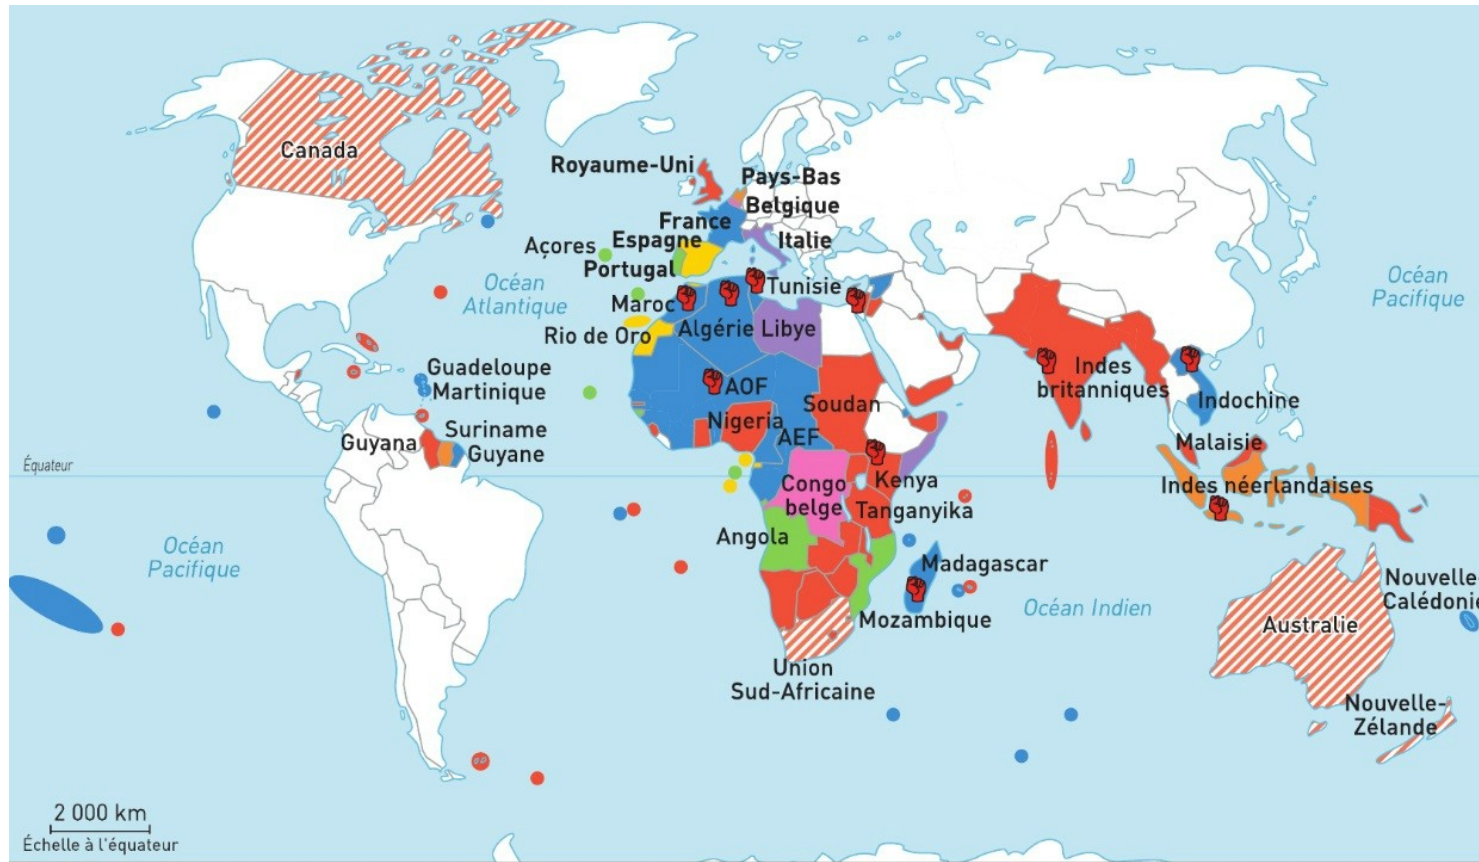 Canada
Royaume-Uni
Pays-Bas
Belgique
France
Açores
Espagne
Italie
Portugal
Océan
Atlantique
Océan
Pacifique
Maroc
Tunisie
Rio de Oro
Algérie
Libye
Guadeloupe
Martinique
AOF
Indes
britanniques
Soudan
Indochine
Nigeria
Suriname
Guyana
AEF
Malaisie
Guyane
Équateur
Congo
belge
Kenya
Indes néerlandaises
Tanganyika
Angola
Océan
Pacifique
Madagascar
Nouvelle-
Calédonie
Océan Indien
Mozambique
Australie
Union
Sud-Africaine
Nouvelle-
Zélande
2 000 km
Échelle à l'équateur